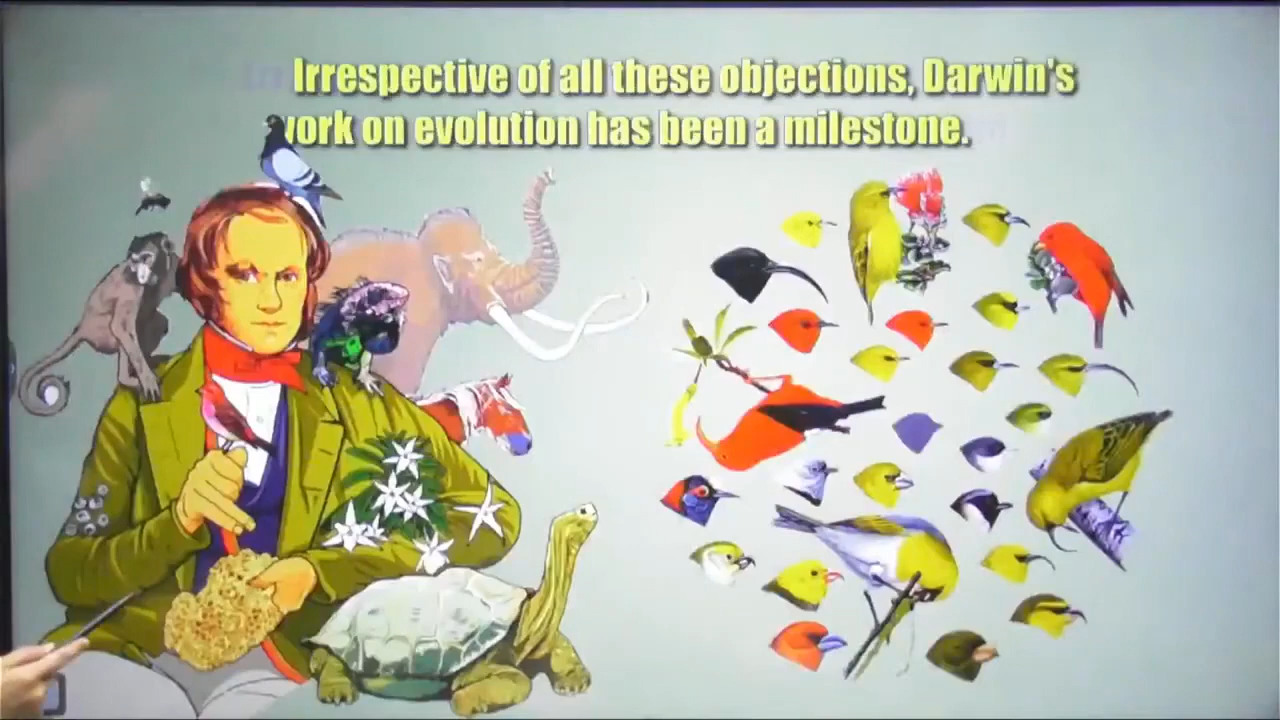 Irrespective of all these objections, Darwin's
work on evolution has been a milestone.